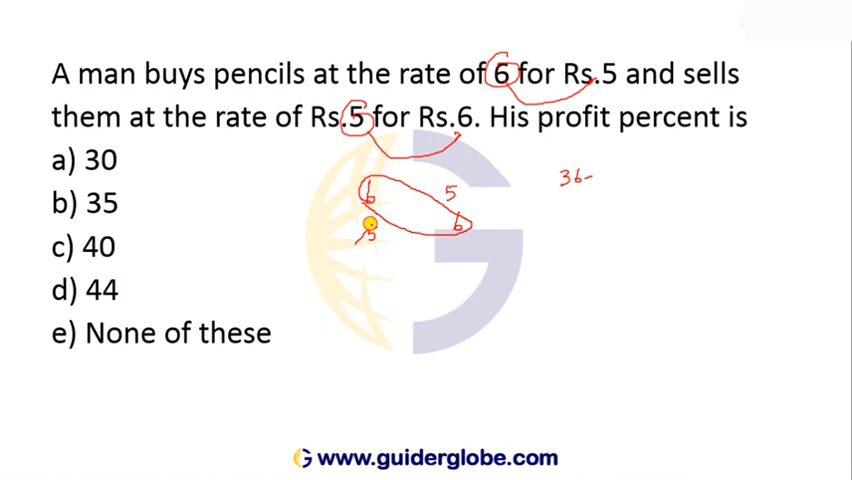 A man buys pencils at the rate of 6 for Rs.5 and sells
them at the rate of Rs.5 for Rs.6. His profit percent is
a) 30
6 5 36-
b) 35
5 6
c) 40
d) 44
e) None of these
www.guiderglobe.com